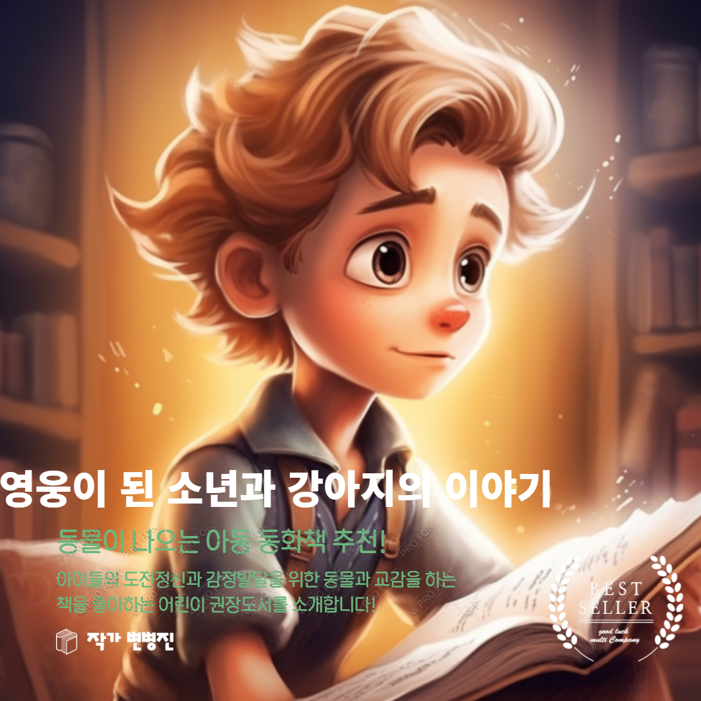 영웅이 된 소년과 강아지의 이야기
동물이 나오는 아동 동화책 추천!
아이들의 도전정신과 감정발달을 위한 동물과 교감을 하는
책을 좋아하는 어린이 권장도서를 소개합니다!
작가 변병진
BEST
SELLER
good luck
multi Company